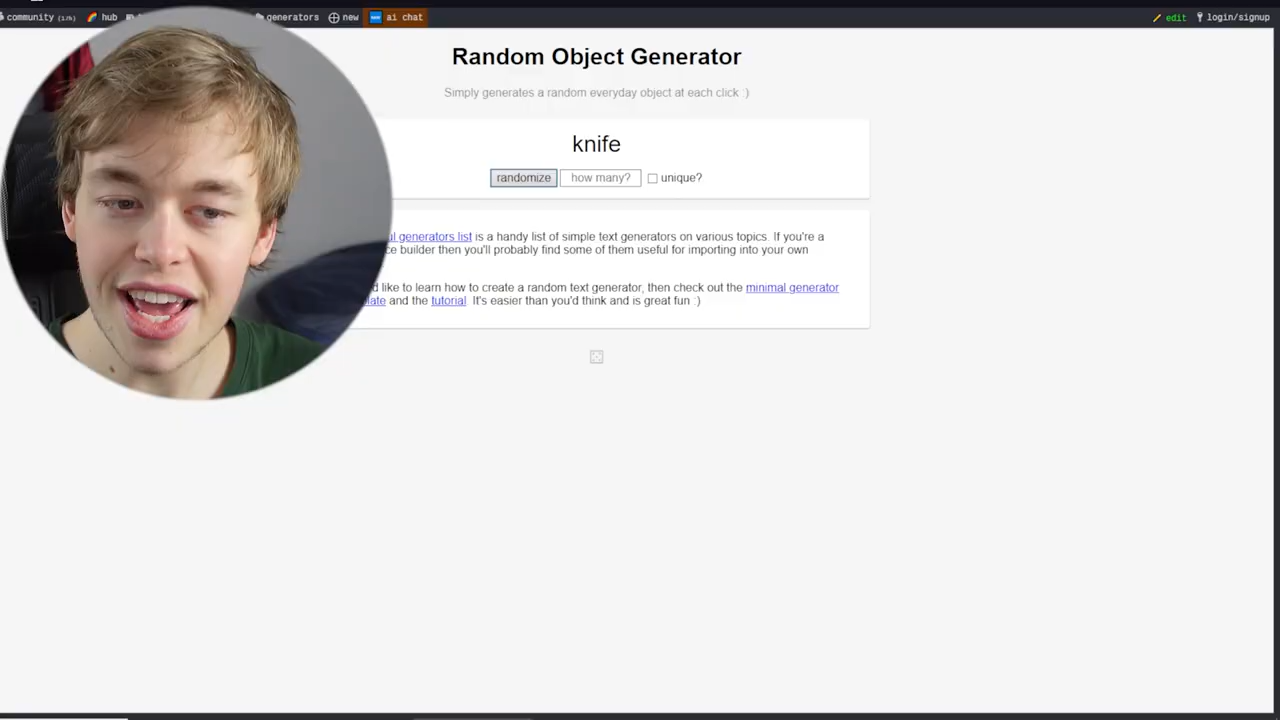 community (1.7k) hub generators new ai chat edit login/signup
Random Object Generator
Simply generates a random everyday object at each click :)
knife
randomize how many? unique?
generators list is a handy list of simple text generators on various topics. If you're a
builder then you'll probably find some of them useful for importing into your own
like to learn how to create a random text generator, then check out the minimal generator
and the tutorial. It's easier than you'd think and is great fun :)